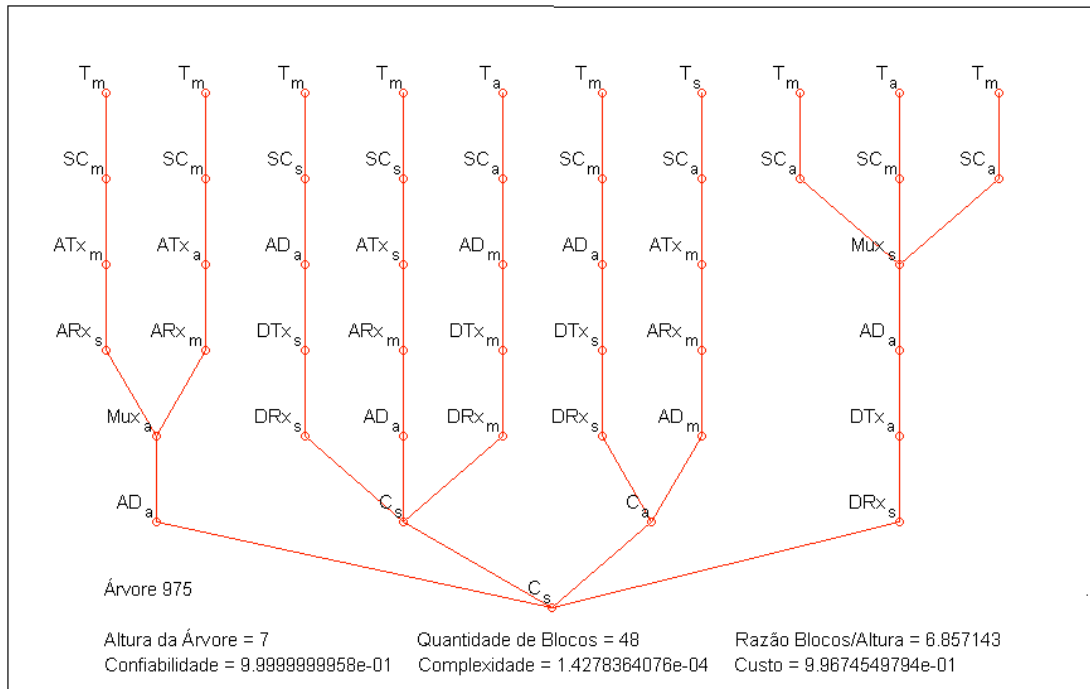 Tm Tm Tm Tm Ta Tm Ts Tm Ta Tm
SCm SCm SCs SCs SCa SCm SCa SCa SCm SCa
ATxm ATxa ADa ATxs ADm ADa ATxm Muxs
ARxs ARxm DTxs ARxm DTxm DTxs ARxm ADa
Muxa DRxs ADa DRxm DRxs ADm DTxa
ADa Cs Ca DRxs
Cs
Árvore 975
Altura da Árvore = 7 Quantidade de Blocos = 48 Razão Blocos/Altura = 6.857143
Confiabilidade = 9.9999999958e-01 Complexidade = 1.4278364076e-04 Custo = 9.9674549794e-01